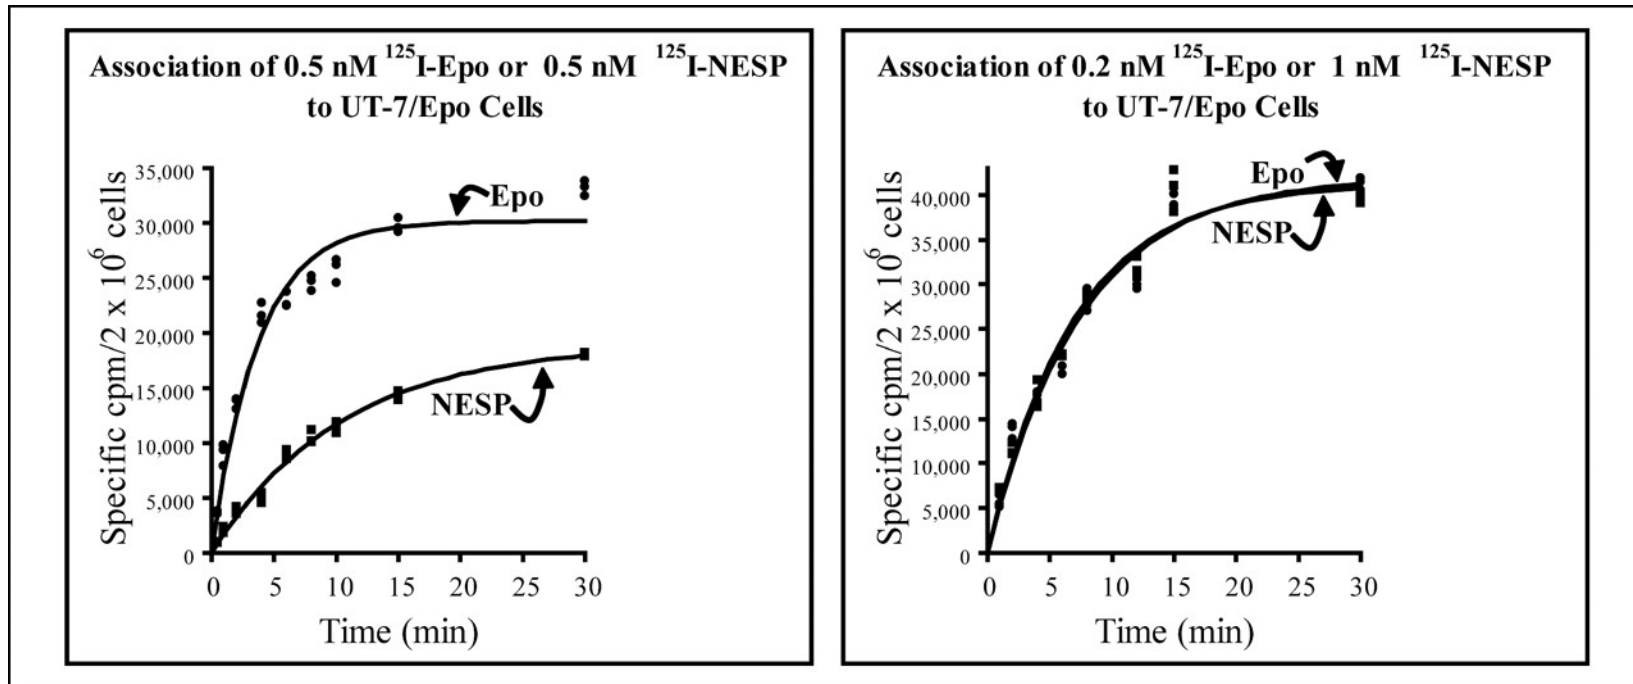 Association of 0.5 nM ¹²⁵I-Epo or 0.5 nM ¹²⁵I-NESP
to UT-7/Epo Cells
Specific cpm/2 x 10⁶ cells
35,000
30,000
25,000
20,000
15,000
10,000
5,000
0
Epo
NESP
0 5 10 15 20 25 30
Time (min)
Association of 0.2 nM ¹²⁵I-Epo or 1 nM ¹²⁵I-NESP
to UT-7/Epo Cells
Specific cpm/2 x 10⁶ cells
40,000
35,000
30,000
25,000
20,000
15,000
10,000
5,000
0
Epo
NESP
0 5 10 15 20 25 30
Time (min)